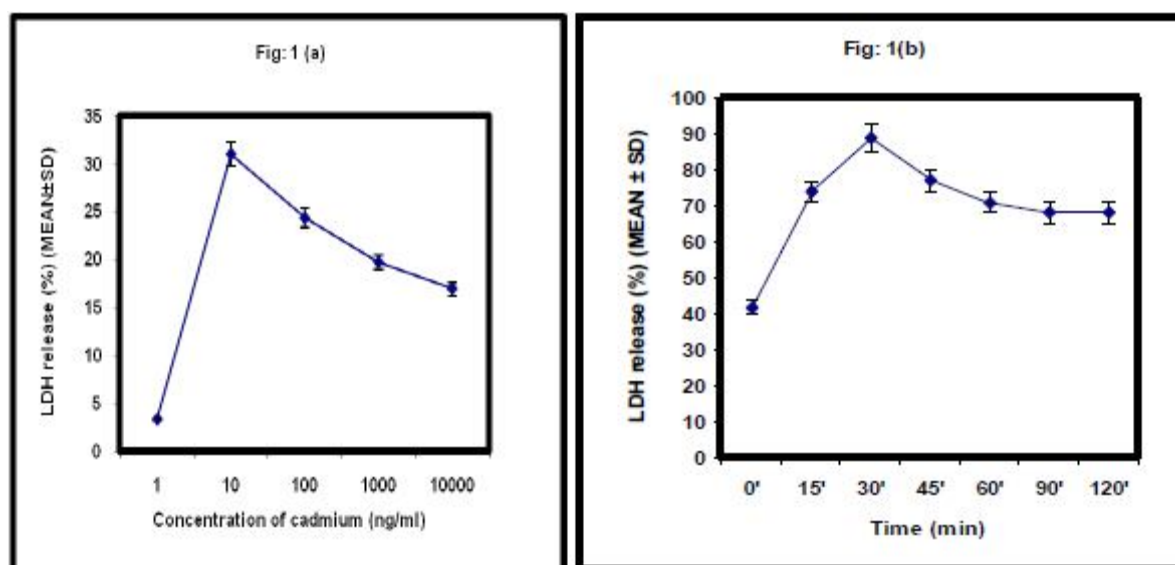 Fig: 1 (a)
LDH release (%) (MEAN±SD)
35
30
25
20
15
10
5
0
1 10 100 1000 10000
Concentration of cadmium (ng/ml)
Fig: 1(b)
LDH release (%) (MEAN ± SD)
100
90
80
70
60
50
40
30
20
10
0
0' 15' 30' 45' 60' 90' 120'
Time (min)